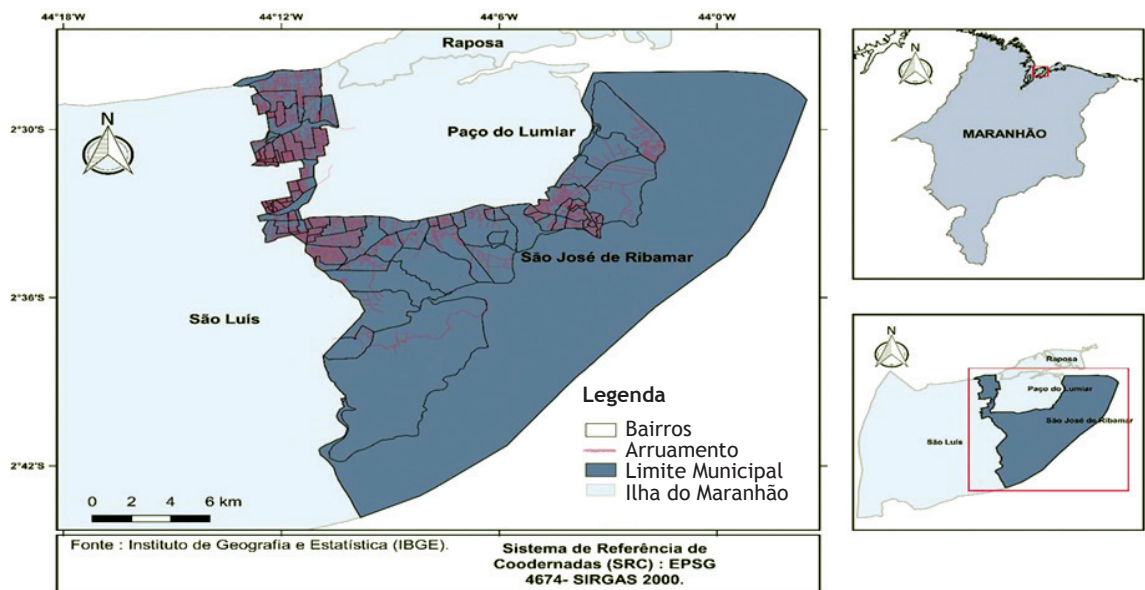 44°18'W
44°12'W
44°6'W
44°0'W
Raposa
N
2°30'S
Paço do Lumiar
São José de Ribamar
2°36'S
São Luís
2°42'S
Legenda
Bairros
Arruamento
Limite Municipal
Ilha do Maranhão
0 2 4 6 km
Fonte : Instituto de Geografia e Estatística (IBGE).
Sistema de Referência de
Coodernadas (SRC) : EPSG
4674- SIRGAS 2000.
N
MARANHÃO
N
Raposa
Paço do Lumiar
São José de Ribamar
São Luís